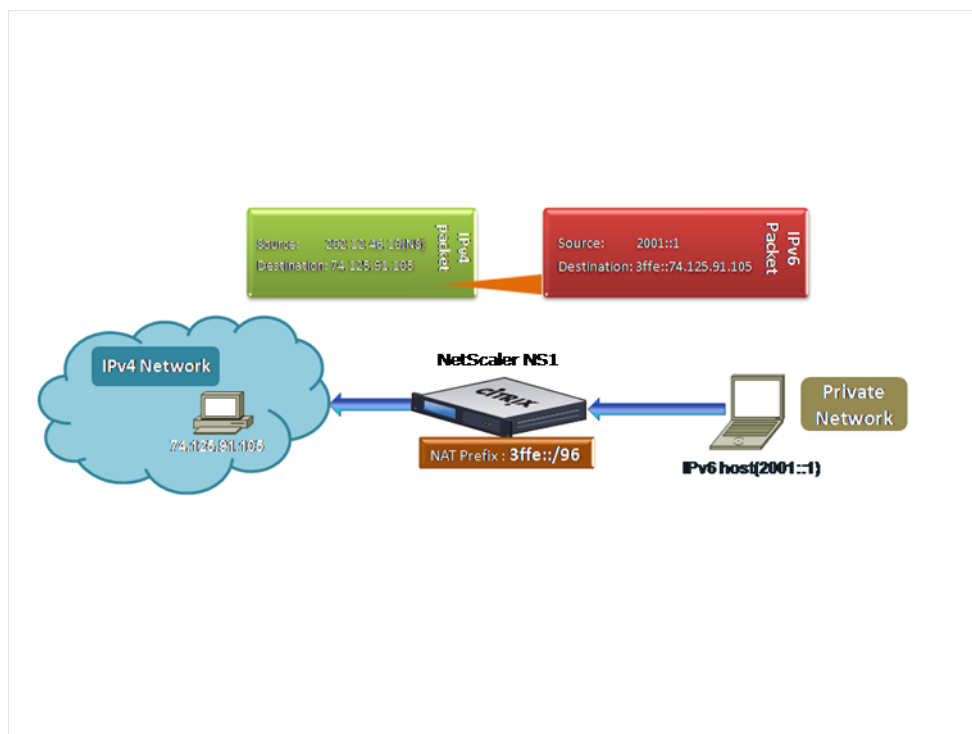 Source: 202.12.46.10(NS)
Destination: 74.125.91.105
IPv4
packet
Source: 2001::1
Destination: 3ffe::74.125.91.105
IPv6
Packet
IPv4 Network
74.125.91.105
NetScaler NS1
CITRIX
NAT Prefix : 3ffe::/96
Private
Network
IPv6 host(2001::1)